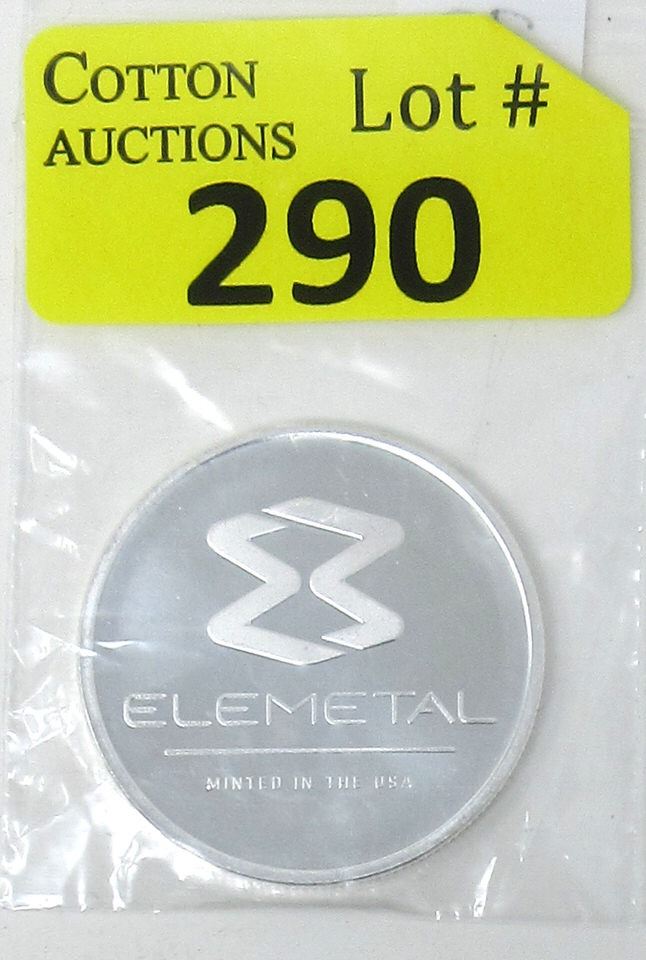 COTTON
AUCTIONS
Lot #
290
ELEMETAL
MINTED IN THE USA